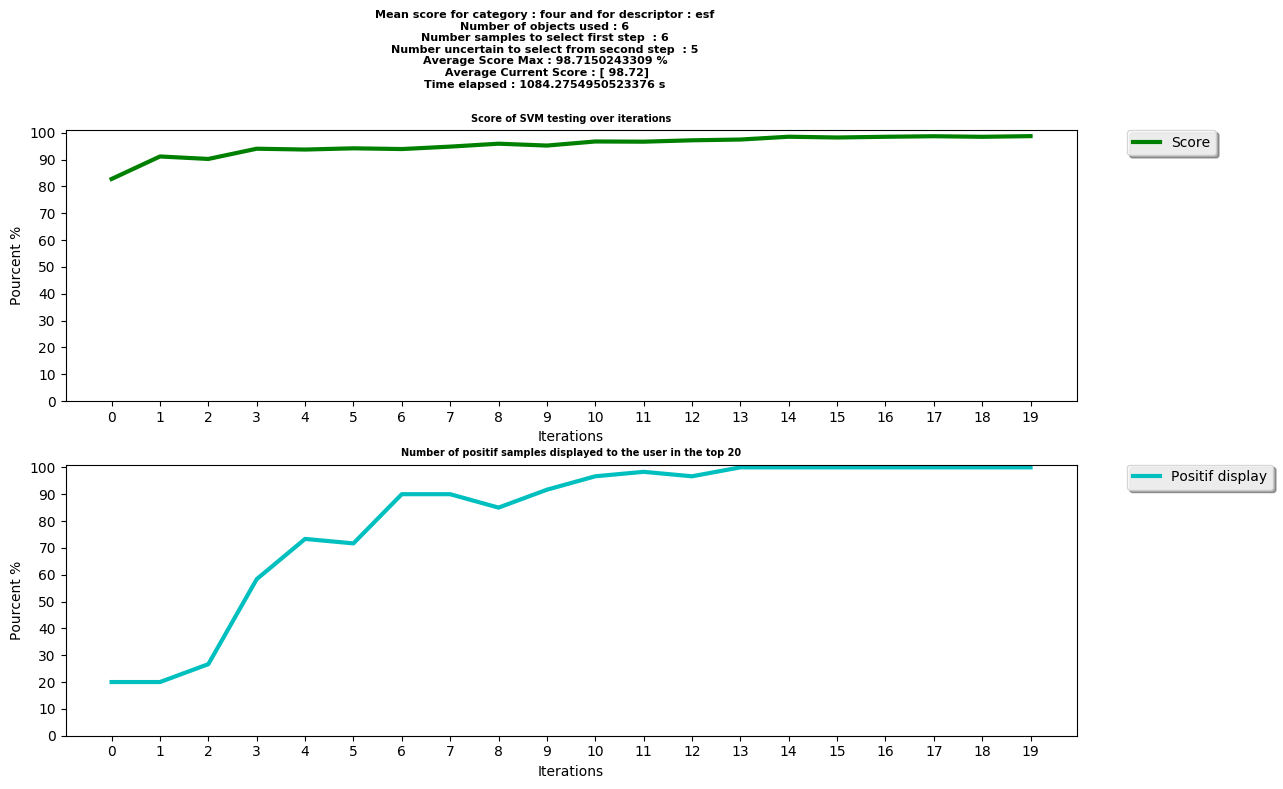 Mean score for category : four and for descriptor : esf
Number of objects used : 6
Number samples to select first step  : 6
Number uncertain to select from second step  : 5
Average Score Max : 98.7150243309 %
Average Current Score : [ 98.72]
Time elapsed : 1084.2754950523376 s
Score of SVM testing over iterations
100
90
80
70
60
50
40
30
20
10
0
Pourcent %
0 1 2 3 4 5 6 7 8 9 10 11 12 13 14 15 16 17 18 19
Iterations
Score
Number of positif samples displayed to the user in the top 20
100
90
80
70
60
50
40
30
20
10
0
Pourcent %
0 1 2 3 4 5 6 7 8 9 10 11 12 13 14 15 16 17 18 19
Iterations
Positif display